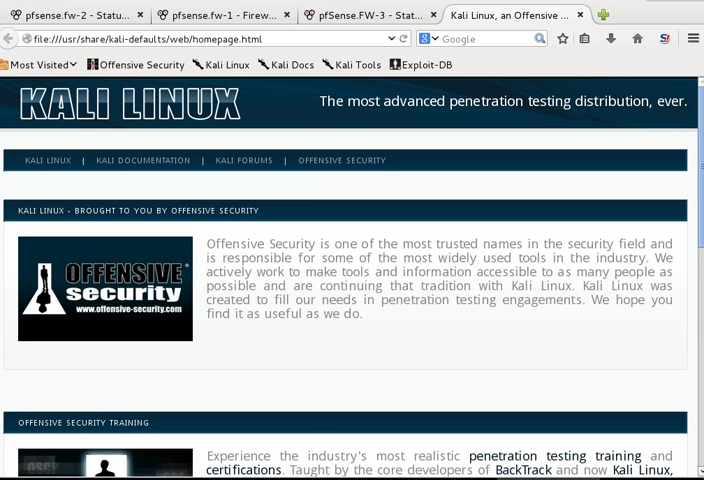 pfsense.fw-2 - Statu...
pfsense.fw-1 - Firew...
pfSense.FW-3 - Stat...
Kali Linux, an Offensive ...
file:///usr/share/kali-defaults/web/homepage.html
Google
Most Visited
Offensive Security
Kali Linux
Kali Docs
Kali Tools
Exploit-DB
KALI LINUX
The most advanced penetration testing distribution, ever.
KALI LINUX | KALI DOCUMENTATION | KALI FORUMS | OFFENSIVE SECURITY
KALI LINUX - BROUGHT TO YOU BY OFFENSIVE SECURITY
OFFENSIVE
security
www.offensive-security.com
Offensive Security is one of the most trusted names in the security field and
is responsible for some of the most widely used tools in the industry. We
actively work to make tools and information accessible to as many people as
possible and are continuing that tradition with Kali Linux. Kali Linux was
created to fill our needs in penetration testing engagements. We hope you
find it as useful as we do.
OFFENSIVE SECURITY TRAINING
Experience the industry's most realistic penetration testing training and
certifications. Taught by the core developers of BackTrack and now Kali Linux,